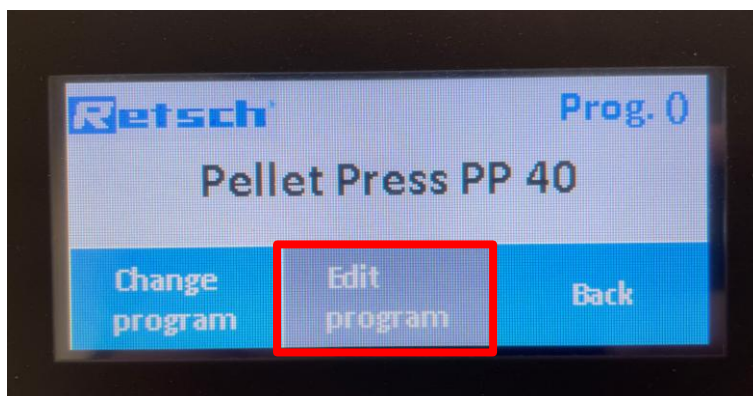 Retsch
Prog. 0
Pellet Press PP 40
Change
program
Edit
program
Back